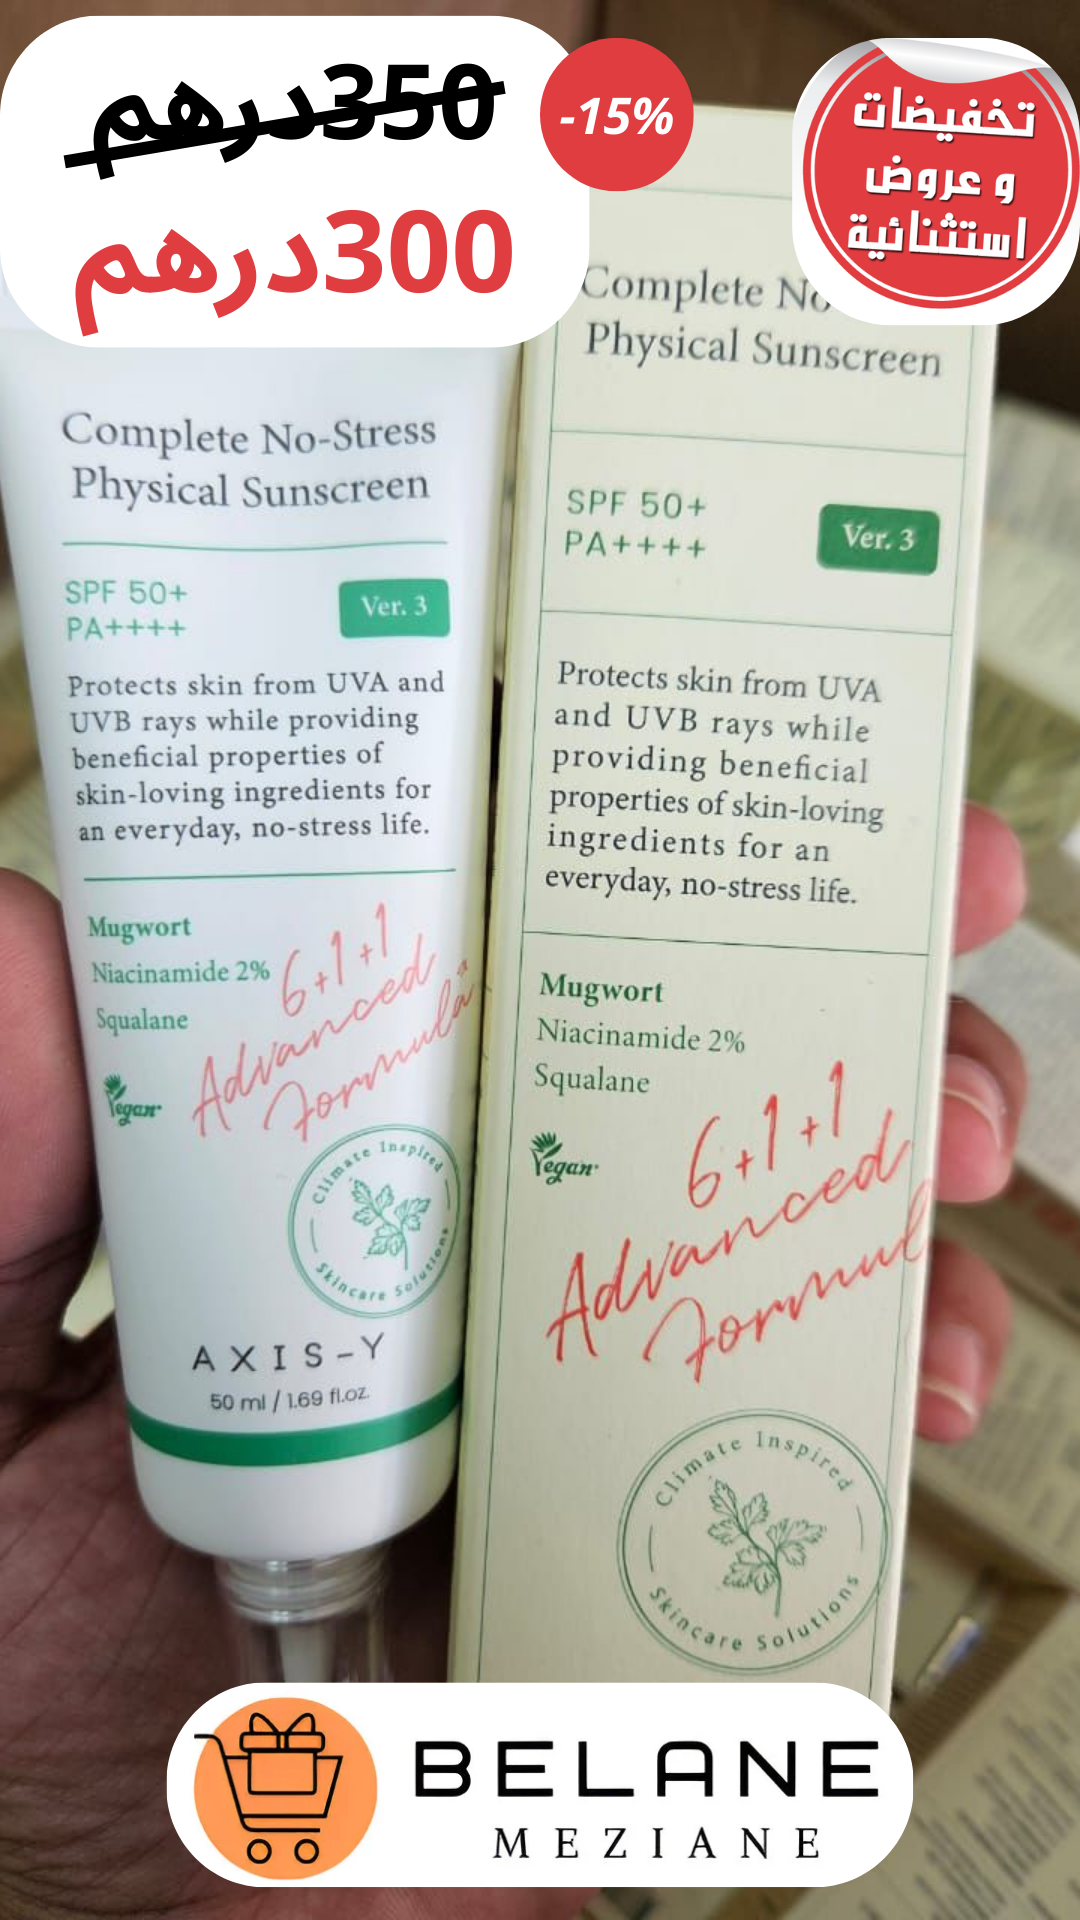 350درهم
-15%
300درهم
تخفيضات
و عروض
استثنائية
Complete No-Stress
Physical Sunscreen
SPF 50+
PA++++
Ver. 3
Protects skin from UVA and
UVB rays while providing
beneficial properties of
skin-loving ingredients for
an everyday, no-stress life.
Mugwort
Niacinamide 2%
Squalane
6+1+1
Advanced
Formula
Vegan
Climate Inspired
Skincare Solutions
AXIS-Y
50 ml / 1.69 fl.oz.
Complete No
Physical Sunscreen
SPF 50+
PA++++
Ver. 3
Protects skin from UVA
and UVB rays while
providing beneficial
properties of skin-loving
ingredients for an
everyday, no-stress life.
Mugwort
Niacinamide 2%
Squalane
Vegan
6+1+1
Advanced
Formul
Climate Inspired
Skincare Solutions
BELANE
MEZIANE